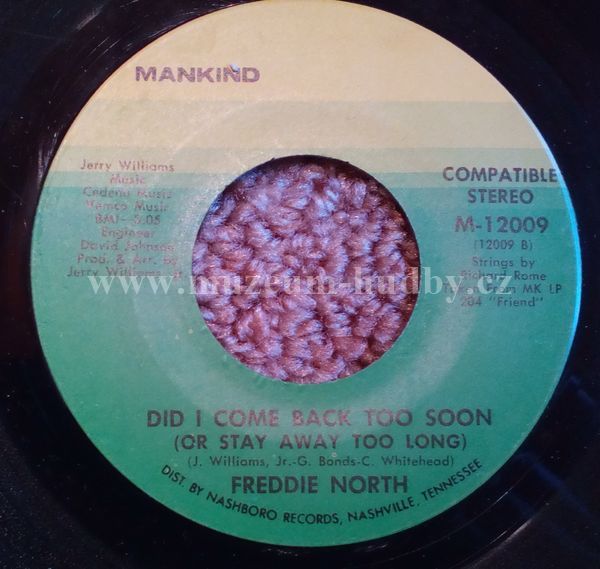 MANKIND
Jerry Williams
Music
Cadena Music
Kamco Music
BMI- 3:05
Engineer
David Johnson
Prod. & Arr. by
Jerry Williams Jr.
COMPATIBLE
STEREO
M-12009
(12009 B)
Strings by
Richard Rome
Taken From MK LP
204 "Friend"
www.muzeum-hudby.cz
DID I COME BACK TOO SOON
(OR STAY AWAY TOO LONG)
(J. Williams, Jr.-G. Bonds-C. Whitehead)
FREDDIE NORTH
DIST. BY NASHBORO RECORDS, NASHVILLE, TENNESSEE